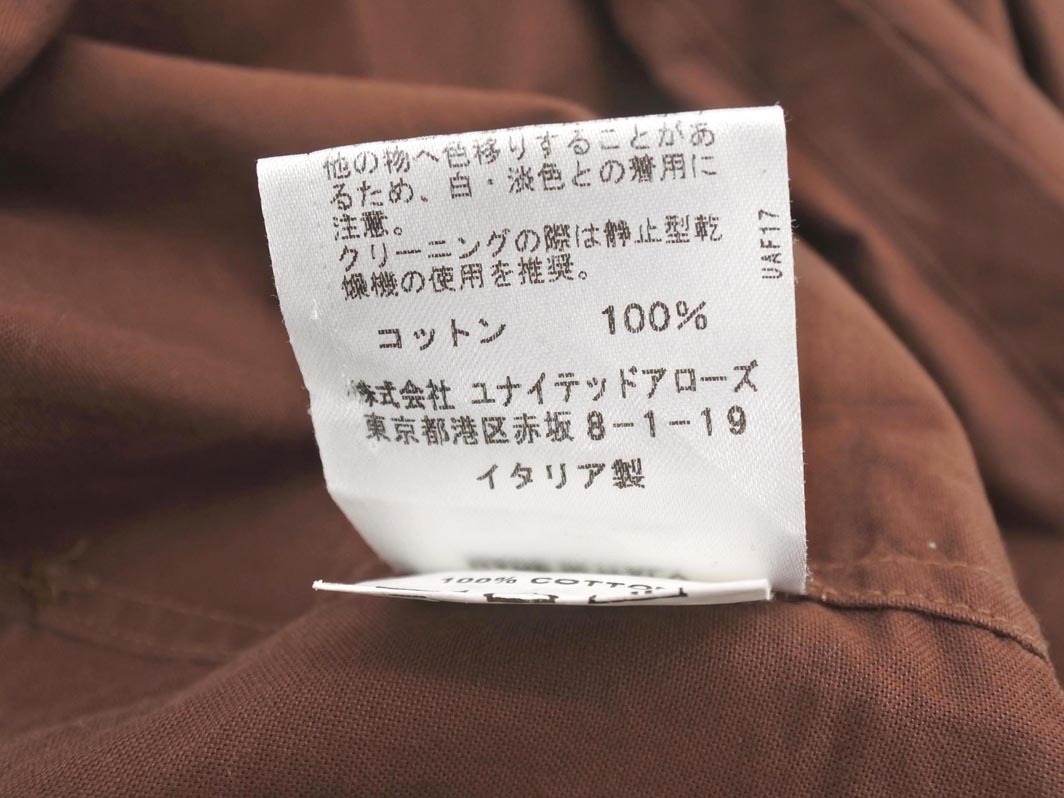 他の物へ色移りすることがあ
るため、白・淡色との着用に
注意。
クリーニングの際は静止型乾
燥機の使用を推奨。
コットン 100%
株式会社 ユナイテッドアローズ
東京都港区赤坂8-1-19
イタリア製
UAF17
100% COTTON